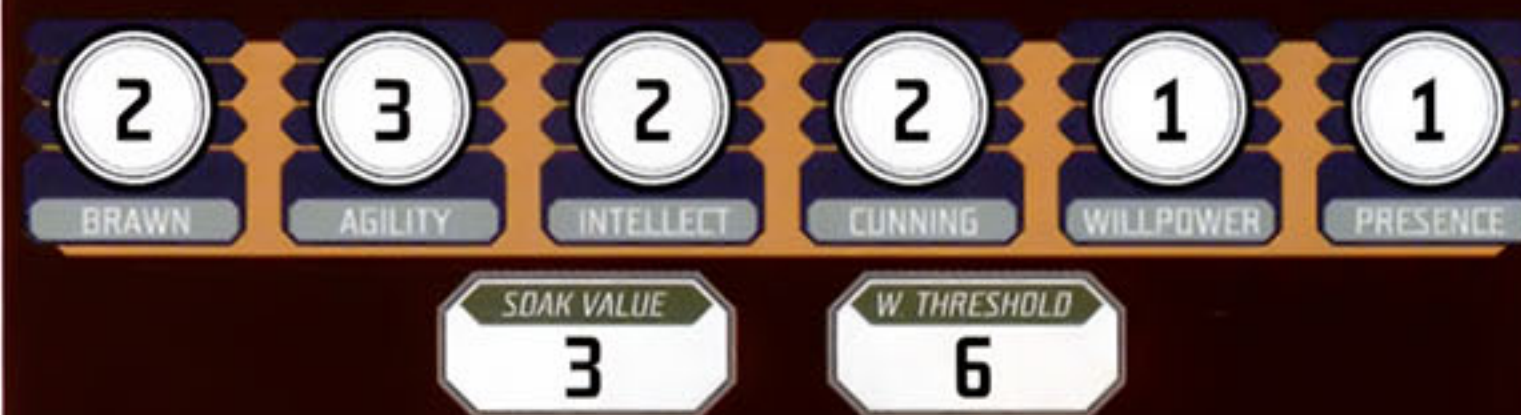 2 3 2 2 1 1
BRAWN AGILITY INTELLECT CUNNING WILLPOWER PRESENCE
SOAK VALUE W THRESHOLD
3 6